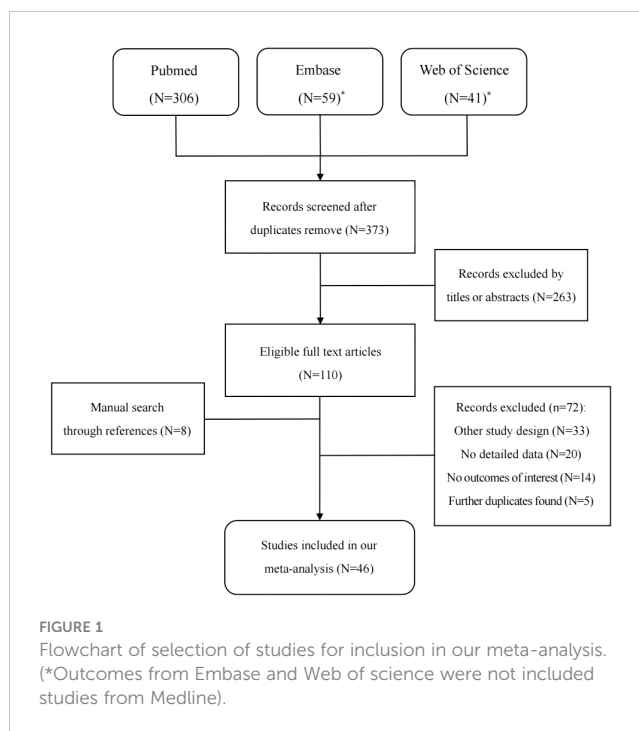 Pubmed
(N=306)
Embase
(N=59)*
Web of Science
(N=41)*
Records screened after
duplicates remove (N=373)
Records excluded by
titles or abstracts (N=263)
Eligible full text articles
(N=110)
Manual search
through references (N=8)
Records excluded (n=72):
Other study design (N=33)
No detailed data (N=20)
No outcomes of interest (N=14)
Further duplicates found (N=5)
Studies included in our
meta-analysis (N=46)
FIGURE 1
Flowchart of selection of studies for inclusion in our meta-analysis.
(*Outcomes from Embase and Web of science were not included
studies from Medline).